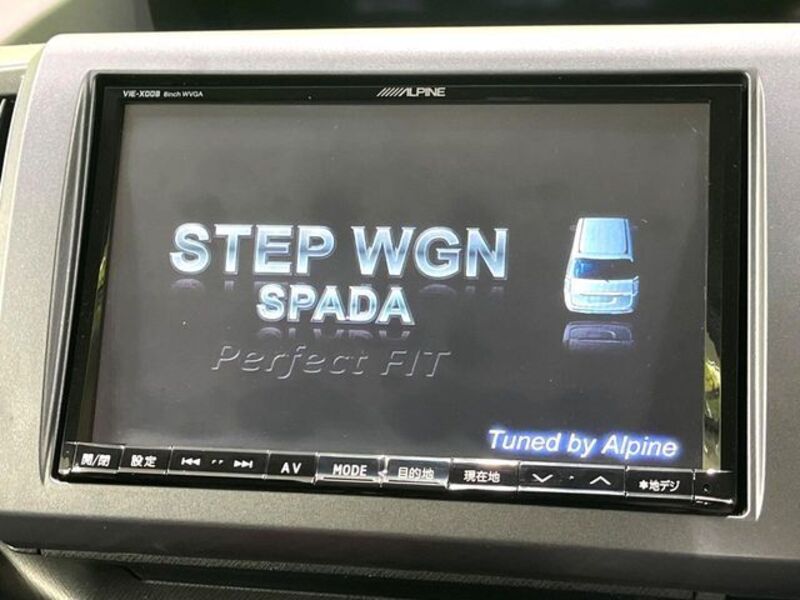 VIE-X008 8inch WVGA
ALPINE
STEP WGN
SPADA
Perfect FIT
Tuned by Alpine
開/閉 設定 AV MODE 目的地 現在地 *地デジ